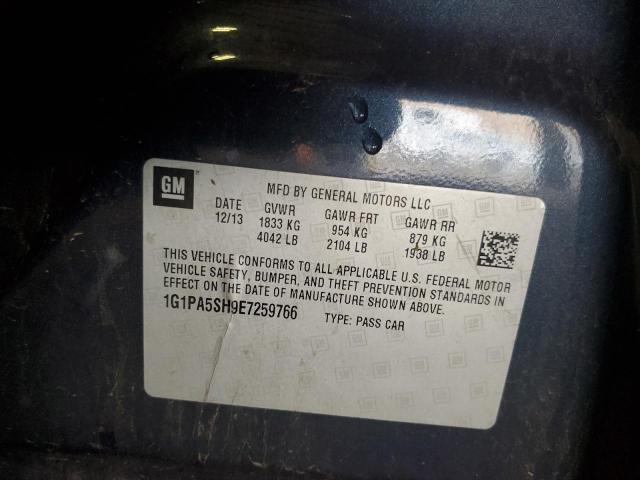 GM ®
MFD BY GENERAL MOTORS LLC
DATE GVWR GAWR FRT GAWR RR
12/13 1833 KG 954 KG 879 KG
4042 LB 2104 LB 1938 LB
THIS VEHICLE CONFORMS TO ALL APPLICABLE U.S. FEDERAL MOTOR
VEHICLE SAFETY, BUMPER, AND THEFT PREVENTION STANDARDS IN
EFFECT ON THE DATE OF MANUFACTURE SHOWN ABOVE.
1G1PA5SH9E7259766 TYPE: PASS CAR